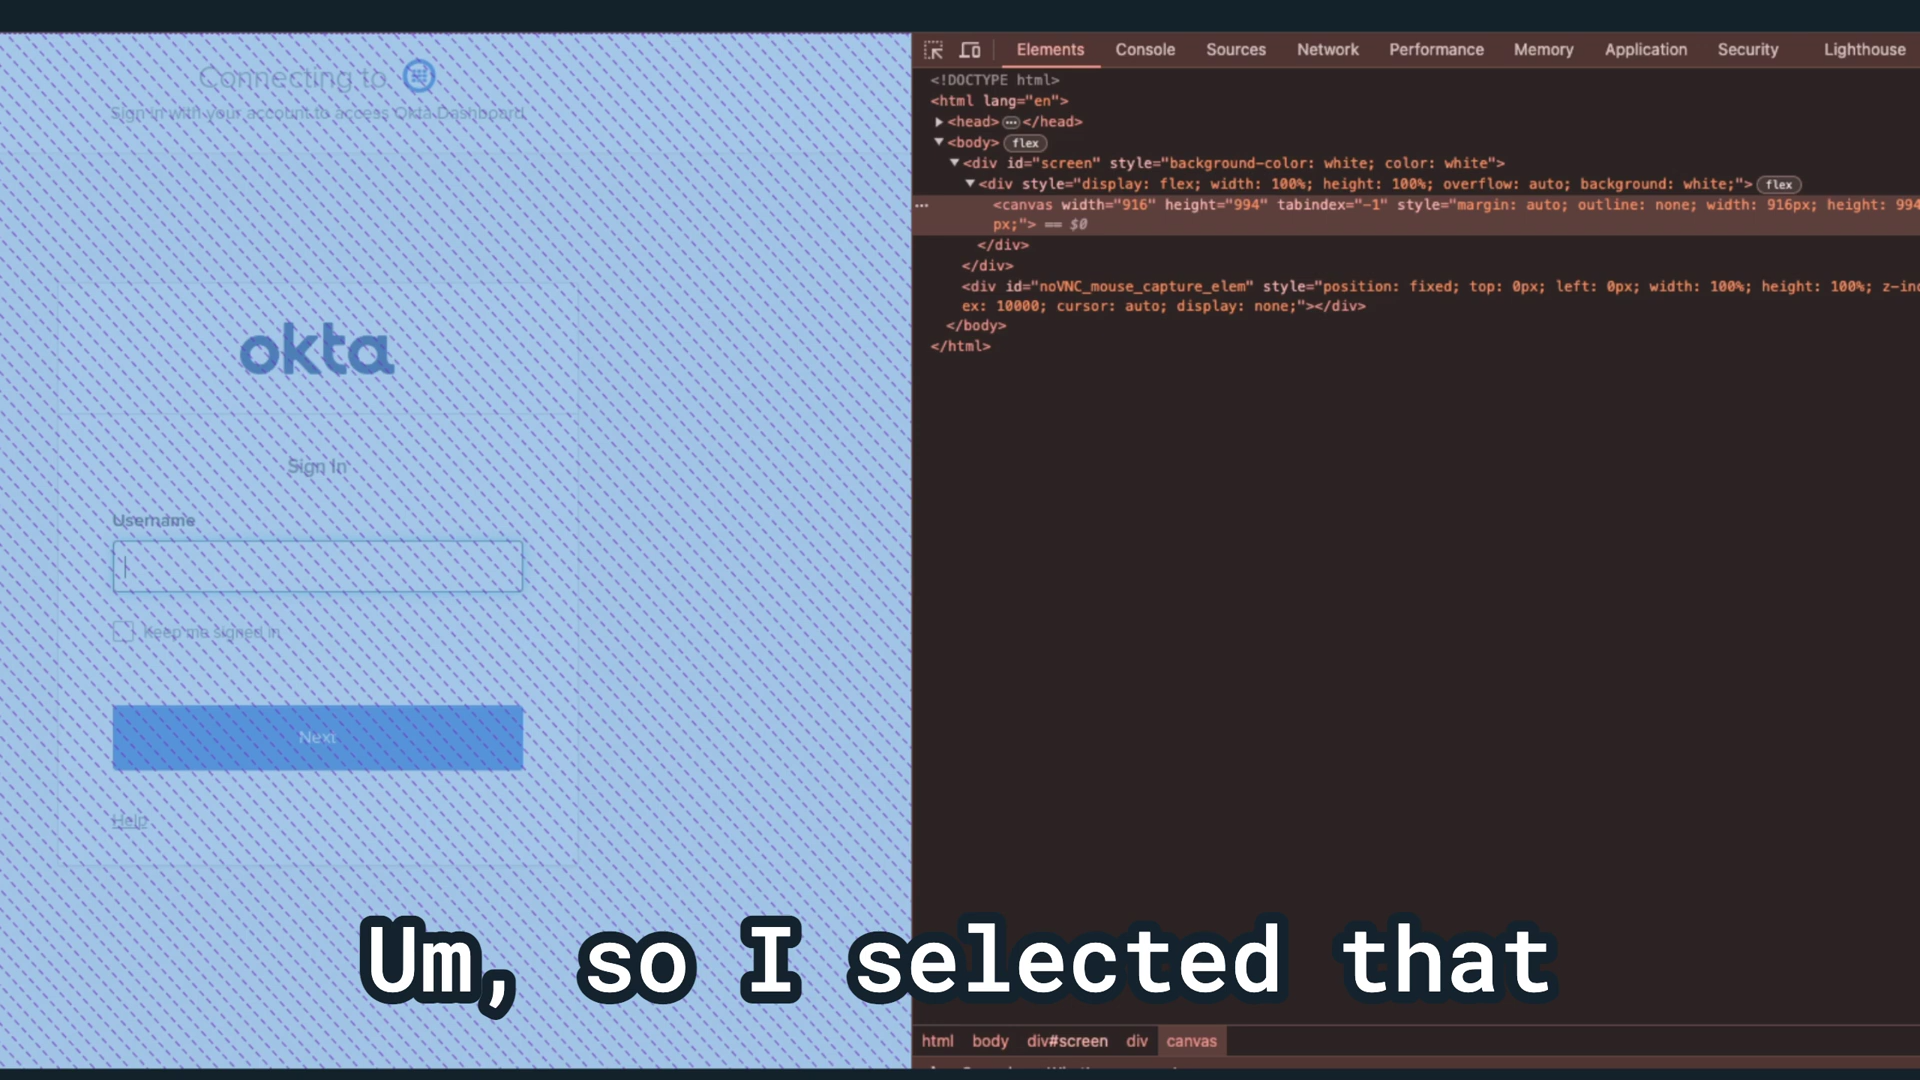 Connecting to
Sign in with your account to access Okta Dashboard
okta
Sign In
Username
Keep me signed in
Next
Help
Elements Console Sources Network Performance Memory Application Security Lighthouse
<!DOCTYPE html>
<html lang="en">
<head> ··· </head>
<body> flex
<div id="screen" style="background-color: white; color: white">
<div style="display: flex; width: 100%; height: 100%; overflow: auto; background: white;"> flex
··· <canvas width="916" height="994" tabindex="-1" style="margin: auto; outline: none; width: 916px; height: 994
px;"> == $0
</div>
</div>
<div id="noVNC_mouse_capture_elem" style="position: fixed; top: 0px; left: 0px; width: 100%; height: 100%; z-ind
ex: 10000; cursor: auto; display: none;"></div>
</body>
</html>
Um, so I selected that
html body div#screen div canvas